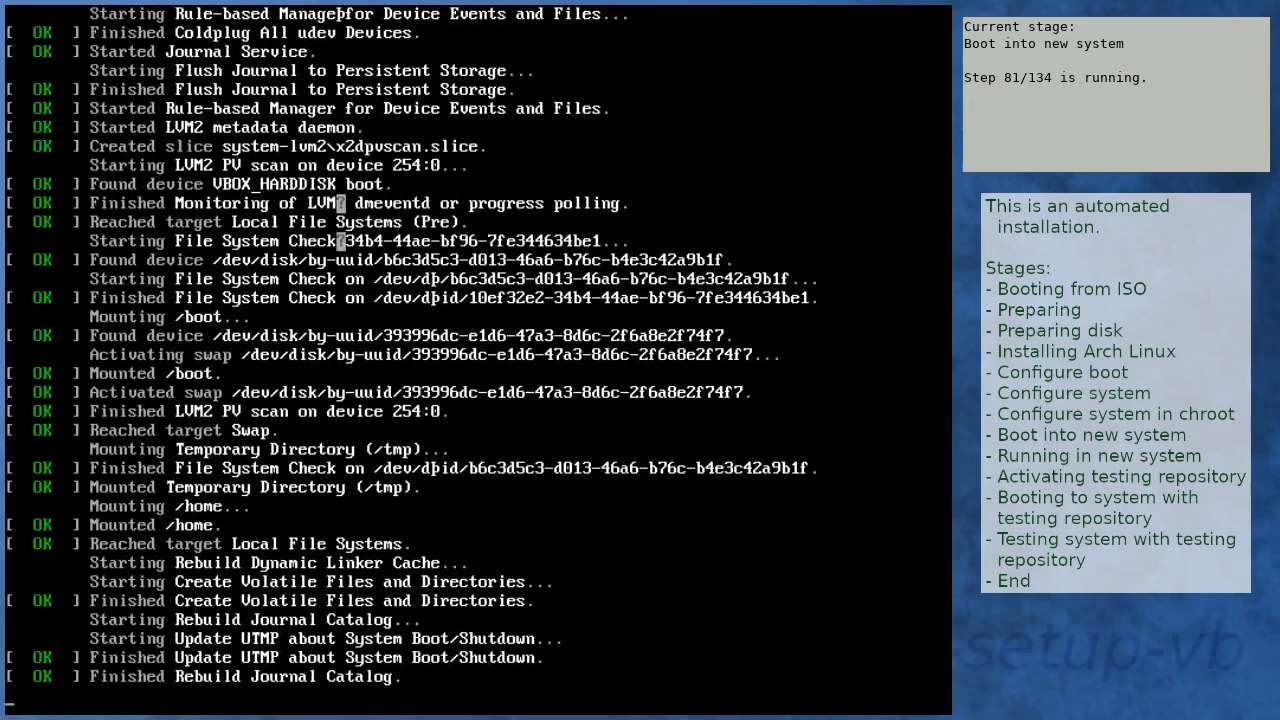 Starting Rule-based Manageþfor Device Events and Files...
[  OK  ] Finished Coldplug All udev Devices.
[  OK  ] Started Journal Service.
Starting Flush Journal to Persistent Storage...
[  OK  ] Finished Flush Journal to Persistent Storage.
[  OK  ] Started Rule-based Manager for Device Events and Files.
[  OK  ] Started LVM2 metadata daemon.
[  OK  ] Created slice system-lvm2\x2dpvscan.slice.
Starting LVM2 PV scan on device 254:0...
[  OK  ] Found device VBOX_HARDDISK boot.
[  OK  ] Finished Monitoring of LVM? dmeventd or progress polling.
[  OK  ] Reached target Local File Systems (Pre).
Starting File System Check?34b4-44ae-bf96-7fe344634be1...
[  OK  ] Found device /dev/disk/by-uuid/b6c3d5c3-d013-46a6-b76c-b4e3c42a9b1f.
Starting File System Check on /dev/dþ/b6c3d5c3-d013-46a6-b76c-b4e3c42a9b1f...
[  OK  ] Finished File System Check on /dev/dþid/10ef32e2-34b4-44ae-bf96-7fe344634be1.
Mounting /boot...
[  OK  ] Found device /dev/disk/by-uuid/393996dc-e1d6-47a3-8d6c-2f6a8e2f74f7.
Activating swap /dev/disk/by-uuid/393996dc-e1d6-47a3-8d6c-2f6a8e2f74f7...
[  OK  ] Mounted /boot.
[  OK  ] Activated swap /dev/disk/by-uuid/393996dc-e1d6-47a3-8d6c-2f6a8e2f74f7.
[  OK  ] Finished LVM2 PV scan on device 254:0.
[  OK  ] Reached target Swap.
Mounting Temporary Directory (/tmp)...
[  OK  ] Finished File System Check on /dev/dþid/b6c3d5c3-d013-46a6-b76c-b4e3c42a9b1f.
[  OK  ] Mounted Temporary Directory (/tmp).
Mounting /home...
[  OK  ] Mounted /home.
[  OK  ] Reached target Local File Systems.
Starting Rebuild Dynamic Linker Cache...
Starting Create Volatile Files and Directories...
[  OK  ] Finished Create Volatile Files and Directories.
Starting Rebuild Journal Catalog...
Starting Update UTMP about System Boot/Shutdown...
[  OK  ] Finished Update UTMP about System Boot/Shutdown.
[  OK  ] Finished Rebuild Journal Catalog.
Current stage:
Boot into new system
Step 81/134 is running.
This is an automated
installation.
Stages:
- Booting from ISO
- Preparing
- Preparing disk
- Installing Arch Linux
- Configure boot
- Configure system
- Configure system in chroot
- Boot into new system
- Running in new system
- Activating testing repository
- Booting to system with
testing repository
- Testing system with testing
repository
- End
setup-vb